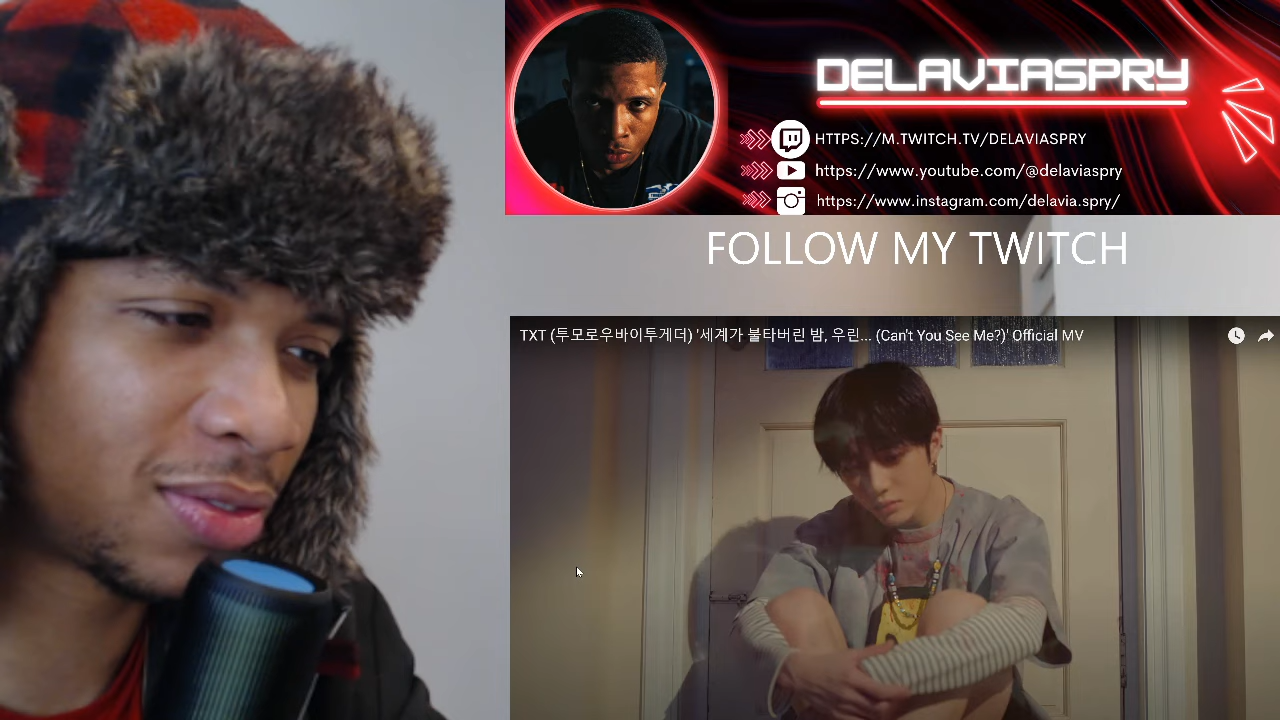 DELAVIASPRY
HTTPS://M.TWITCH.TV/DELAVIASPRY
https://www.youtube.com/@delaviaspry
https://www.instagram.com/delavia.spry/
FOLLOW MY TWITCH
TXT (투모로우바이투게더) '세계가 불타버린 밤, 우린... (Can't You See Me?)' Official MV